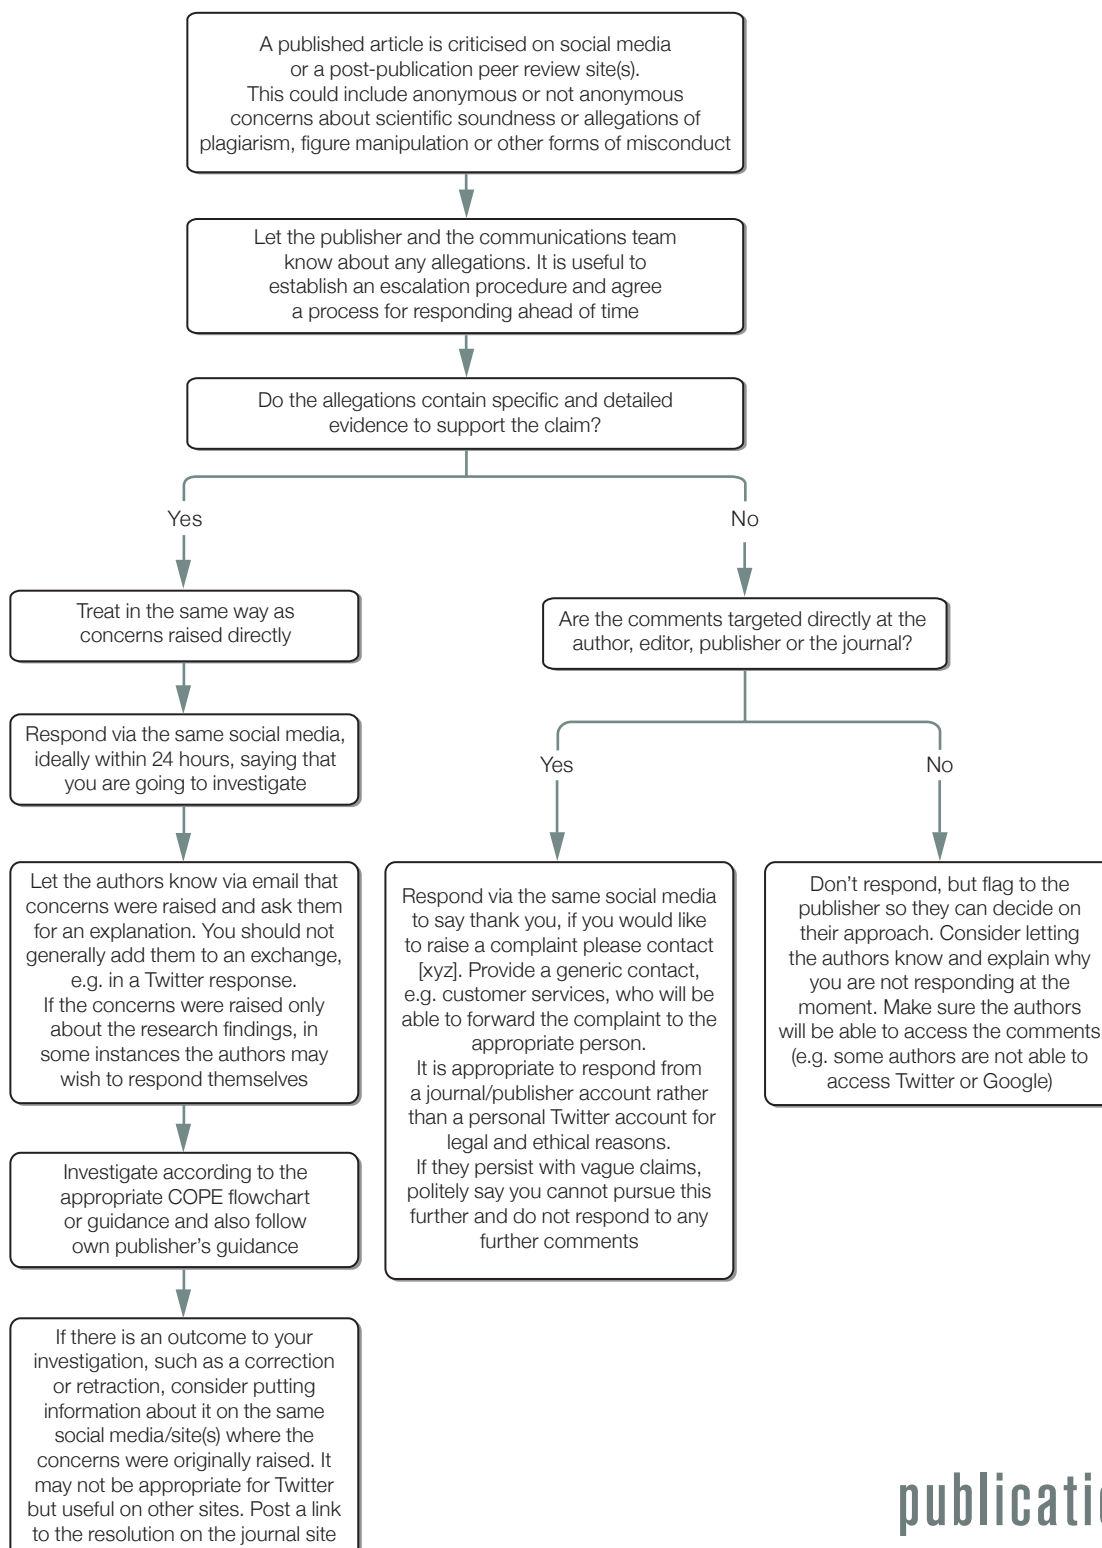 A published article is criticised on social media
or a post-publication peer review site(s).
This could include anonymous or not anonymous
concerns about scientific soundness or allegations of
plagiarism, figure manipulation or other forms of misconduct
Let the publisher and the communications team
know about any allegations. It is useful to
establish an escalation procedure and agree
a process for responding ahead of time
Do the allegations contain specific and detailed
evidence to support the claim?
Yes
No
Treat in the same way as
concerns raised directly
Are the comments targeted directly at the
author, editor, publisher or the journal?
Respond via the same social media,
ideally within 24 hours, saying that
you are going to investigate
Yes
No
Let the authors know via email that
concerns were raised and ask them
for an explanation. You should not
generally add them to an exchange,
e.g. in a Twitter response.
If the concerns were raised only
about the research findings, in
some instances the authors may
wish to respond themselves
Respond via the same social media
to say thank you, if you would like
to raise a complaint please contact
[xyz]. Provide a generic contact,
e.g. customer services, who will be
able to forward the complaint to the
appropriate person.
It is appropriate to respond from
a journal/publisher account rather
than a personal Twitter account for
legal and ethical reasons.
If they persist with vague claims,
politely say you cannot pursue this
further and do not respond to any
further comments
Don't respond, but flag to the
publisher so they can decide on
their approach. Consider letting
the authors know and explain why
you are not responding at the
moment. Make sure the authors
will be able to access the comments
(e.g. some authors are not able to
access Twitter or Google)
Investigate according to the
appropriate COPE flowchart
or guidance and also follow
own publisher's guidance
If there is an outcome to your
investigation, such as a correction
or retraction, consider putting
information about it on the same
social media/site(s) where the
concerns were originally raised. It
may not be appropriate for Twitter
but useful on other sites. Post a link
to the resolution on the journal site